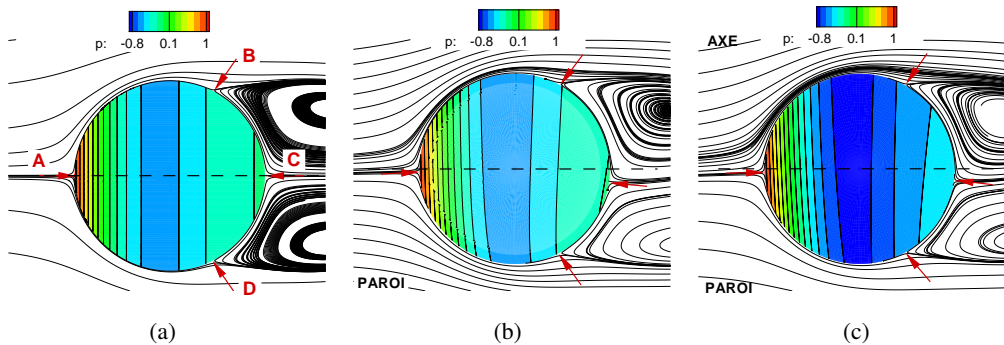 p: -0.8 0.1 1
B
A
C
D
(a)
p: -0.8 0.1 1
PAROI
(b)
AXE
p: -0.8 0.1 1
PAROI
(c)